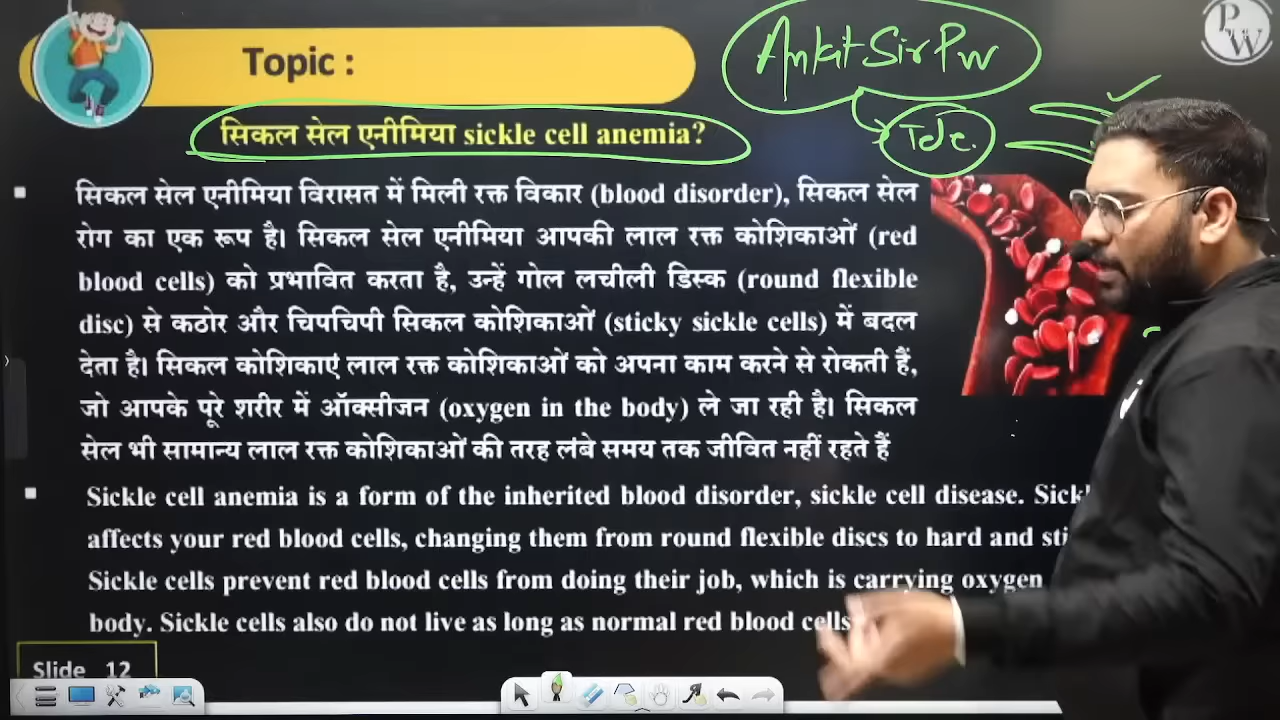 Topic :
Ankit Sir PW
सिकल सेल एनीमिया sickle cell anemia?
सिकल सेल एनीमिया विरासत में मिली रक्त विकार (blood disorder), सिकल सेल
रोग का एक रूप है। सिकल सेल एनीमिया आपकी लाल रक्त कोशिकाओं (red
blood cells) को प्रभावित करता है, उन्हें गोल लचीली डिस्क (round flexible
disc) से कठोर और चिपचिपी सिकल कोशिकाओं (sticky sickle cells) में बदल
देता है। सिकल कोशिकाएं लाल रक्त कोशिकाओं को अपना काम करने से रोकती हैं,
जो आपके पूरे शरीर में ऑक्सीजन (oxygen in the body) ले जा रही है। सिकल
सेल भी सामान्य लाल रक्त कोशिकाओं की तरह लंबे समय तक जीवित नहीं रहते हैं
Sickle cell anemia is a form of the inherited blood disorder, sickle cell disease.
affects your red blood cells, changing them from round flexible discs to hard and
Sickle cells prevent red blood cells from doing their job, which is carrying oxygen
body. Sickle cells also do not live as long as normal red blood cells
Slide 12
PW